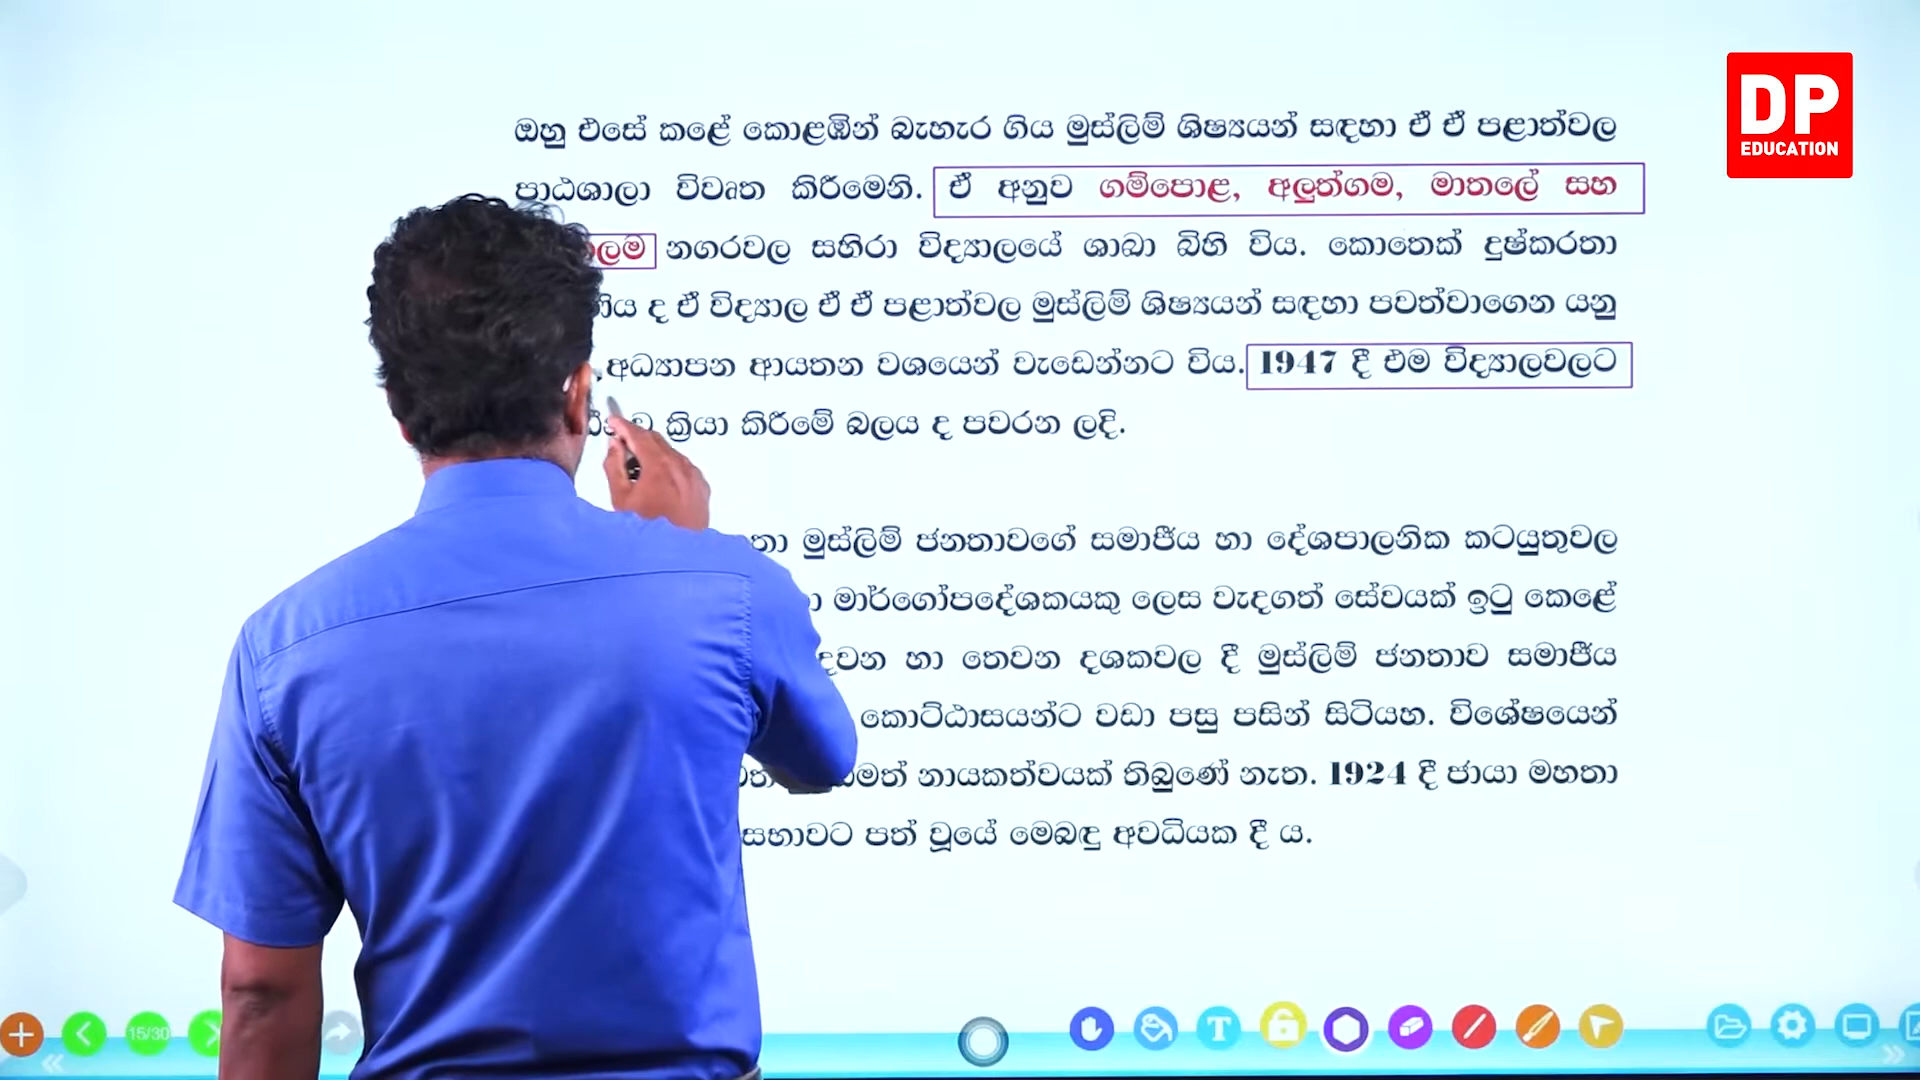 DP
EDUCATION
ඔහු එසේ කළේ කොළඹින් බැහැර ගිය මුස්ලිම් ශිෂ්‍යයන් සඳහා ඒ ඒ පළාත්වල
පාඨශාලා විවෘත කිරීමෙනි. ඒ අනුව ගම්පොළ, අලුත්ගම, මාතලේ සහ
නගරවල සහිරා විද්‍යාලයේ ශාඛා බිහි විය. කොතෙක් දුෂ්කරතා
ද ඒ විද්‍යාල ඒ ඒ පළාත්වල මුස්ලිම් ශිෂ්‍යයන් සඳහා පවත්වාගෙන යනු
අධ්‍යාපන ආයතන වශයෙන් වැඩෙන්නට විය. 1947 දී එම විද්‍යාලවලට
ක්‍රියා කිරීමේ බලය ද පවරන ලදි.
මුස්ලිම් ජනතාවගේ සමාජීය හා දේශපාලනික කටයුතුවල
මාර්ගෝපදේශකයකු ලෙස වැදගත් සේවයක් ඉටු කෙළේ
හා තෙවන දශකවල දී මුස්ලිම් ජනතාව සමාජීය
කොට්ඨාසයන්ට වඩා පසු පසින් සිටියහ. විශේෂයෙන්
නායකත්වයක් තිබුණේ නැත. 1924 දී ජායා මහතා
පත් වූයේ මෙබඳු අවධියක දී ය.
15/30